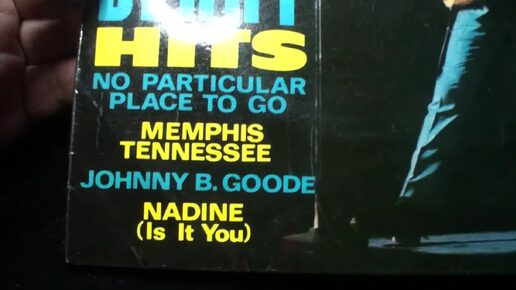 HITS
NO PARTICULAR
PLACE TO GO
MEMPHIS
TENNESSEE
JOHNNY B. GOODE
NADINE
(Is It You)